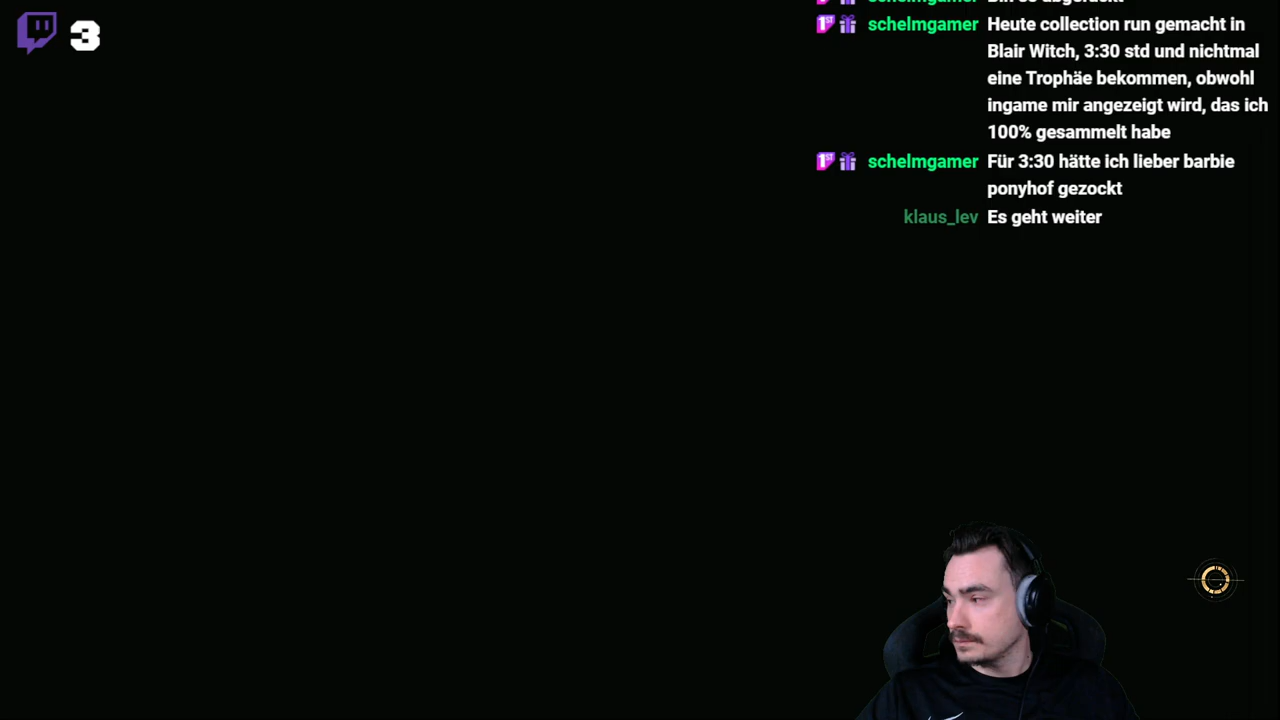 3
schelmgamer Heute collection run gemacht in
Blair Witch, 3:30 std und nichtmal
eine Trophäe bekommen, obwohl
ingame mir angezeigt wird, das ich
100% gesammelt habe
schelmgamer Für 3:30 hätte ich lieber barbie
ponyhof gezockt
klaus_lev Es geht weiter